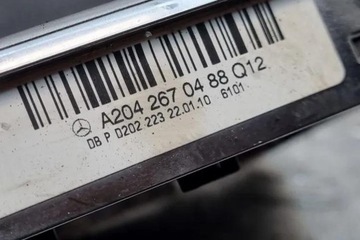 A204 267 04 88 Q12
DB P D202 223 22.01.10 6101